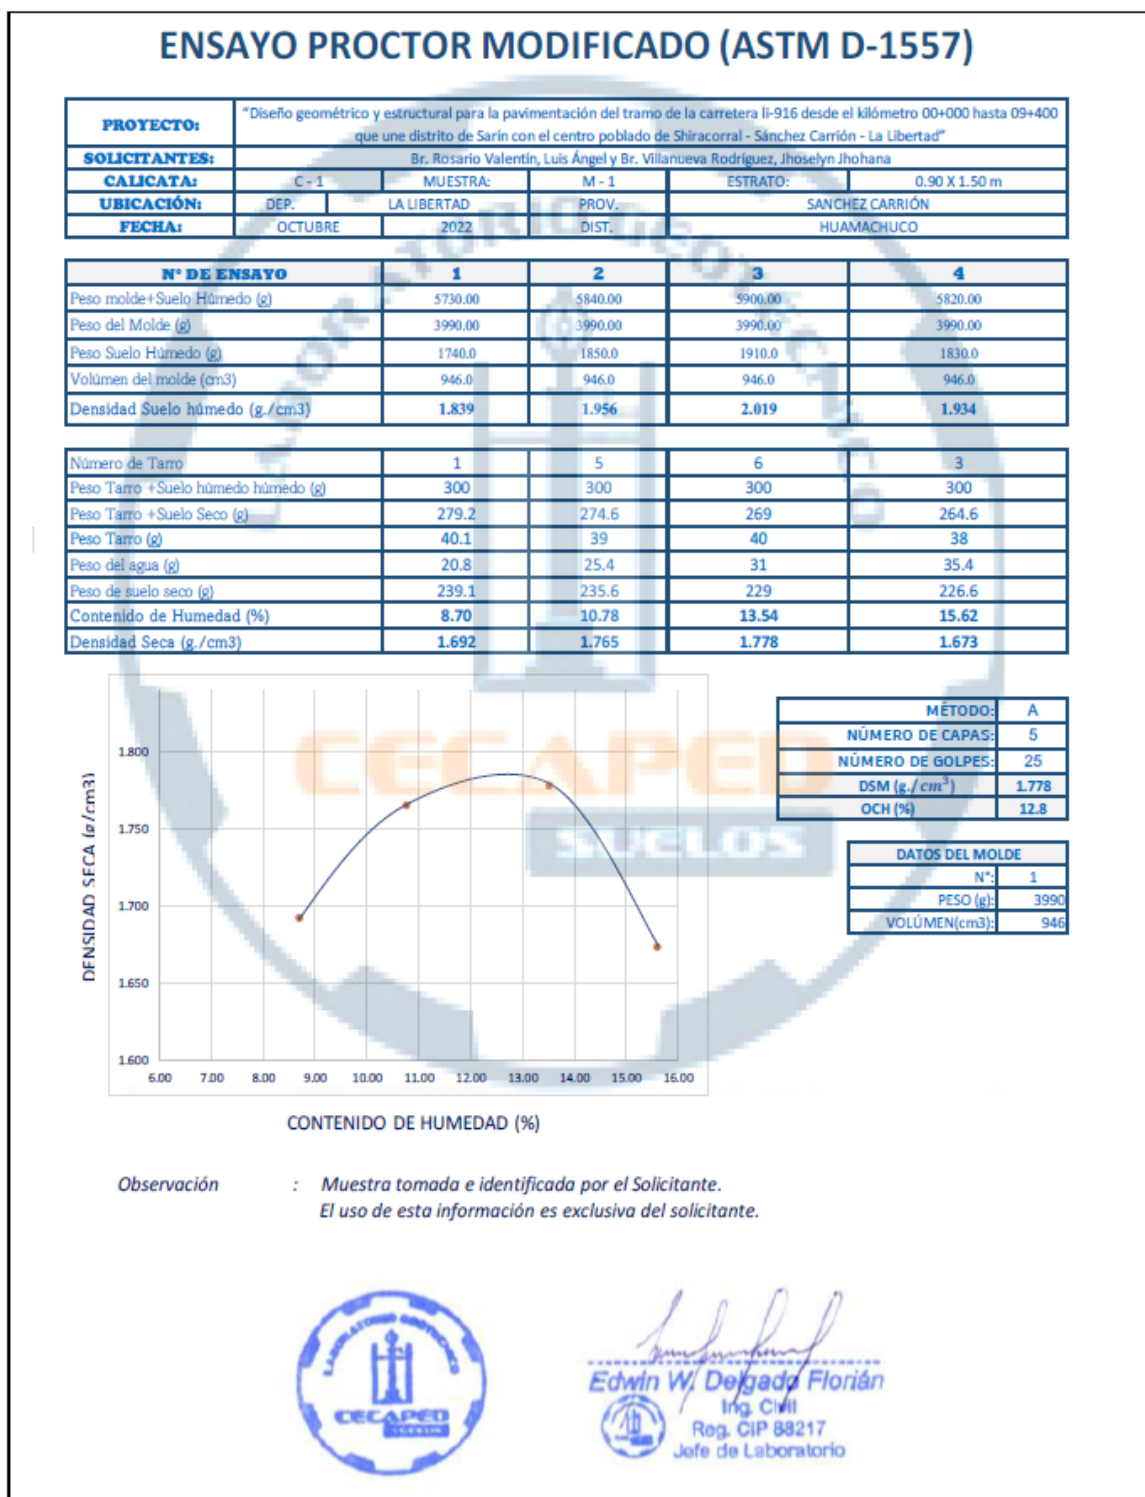 ENSAYO PROCTOR MODIFICADO (ASTM D-1557)
PROYECTO: "Diseño geométrico y estructural para la pavimentación del tramo de la carretera li-916 desde el kilómetro 00+000 hasta 09+400
que une distrito de Sarin con el centro poblado de Shiracorral - Sánchez Carrión - La Libertad"
SOLICITANTES: Br. Rosario Valentin, Luis Ángel y Br. Villanueva Rodriguez, Jhoselyn Jhohana
CALICATA: C - 1 MUESTRA: M - 1 ESTRATO: 0.90 X 1.50 m
UBICACIÓN: DEP. LA LIBERTAD PROV. SANCHEZ CARRIÓN
FECHA: OCTUBRE 2022 DIST. HUAMACHUCO
N° DE ENSAYO 1 2 3 4
Peso molde+Suelo Húmedo (g) 5730.00 5840.00 5900.00 5820.00
Peso del Molde (g) 3990.00 3990.00 3990.00 3990.00
Peso Suelo Húmedo (g) 1740.0 1850.0 1910.0 1830.0
Volúmen del molde (cm3) 946.0 946.0 946.0 946.0
Densidad Suelo húmedo (g./cm3) 1.839 1.956 2.019 1.934
Número de Tarro 1 5 6 3
Peso Tarro +Suelo húmedo húmedo (g) 300 300 300 300
Peso Tarro +Suelo Seco (g) 279.2 274.6 269 264.6
Peso Tarro (g) 40.1 39 40 38
Peso del agua (g) 20.8 25.4 31 35.4
Peso de suelo seco (g) 239.1 235.6 229 226.6
Contenido de Humedad (%) 8.70 10.78 13.54 15.62
Densidad Seca (g./cm3) 1.692 1.765 1.778 1.673
LABORATORIO GEOTECNICO
CECAPED
SUELOS
DENSIDAD SECA (g/cm3)
1.800
1.750
1.700
1.650
1.600
6.00 7.00 8.00 9.00 10.00 11.00 12.00 13.00 14.00 15.00 16.00
CONTENIDO DE HUMEDAD (%)
MÉTODO: A
NÚMERO DE CAPAS: 5
NÚMERO DE GOLPES: 25
DSM (g./cm³) 1.778
OCH (%) 12.8
DATOS DEL MOLDE
N°: 1
PESO (g): 3990
VOLÚMEN(cm3): 946
Observación : Muestra tomada e identificada por el Solicitante.
El uso de esta información es exclusiva del solicitante.
LABORATORIO GEOTECNICO
CECAPED
SUELOS
Edwin W. Delgado Florián
Ing. Civil
Reg. CIP 88217
Jefe de Laboratorio